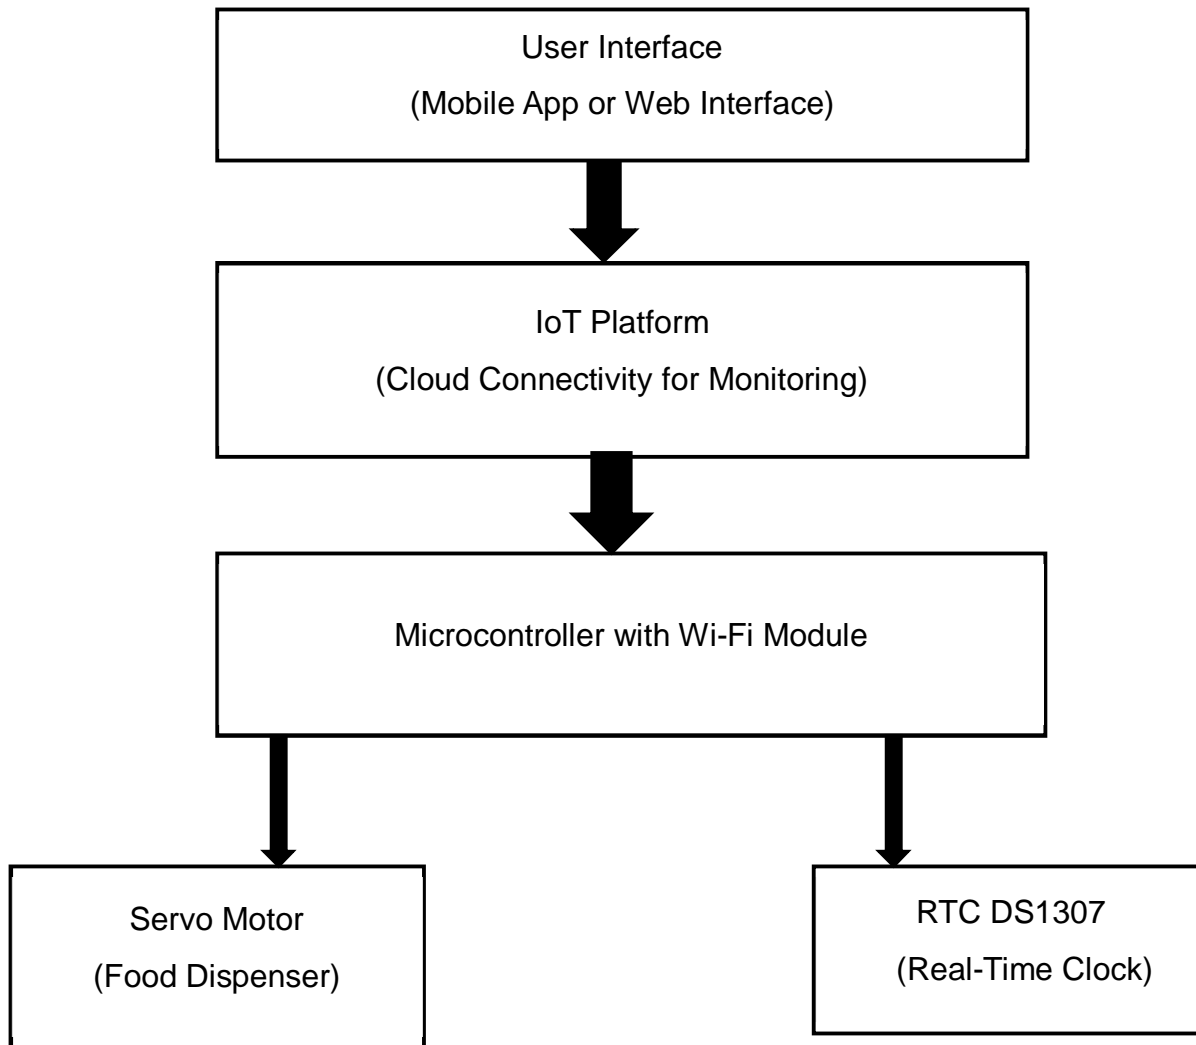 User Interface
(Mobile App or Web Interface)
IoT Platform
(Cloud Connectivity for Monitoring)
Microcontroller with Wi-Fi Module
Servo Motor
(Food Dispenser)
RTC DS1307
(Real-Time Clock)